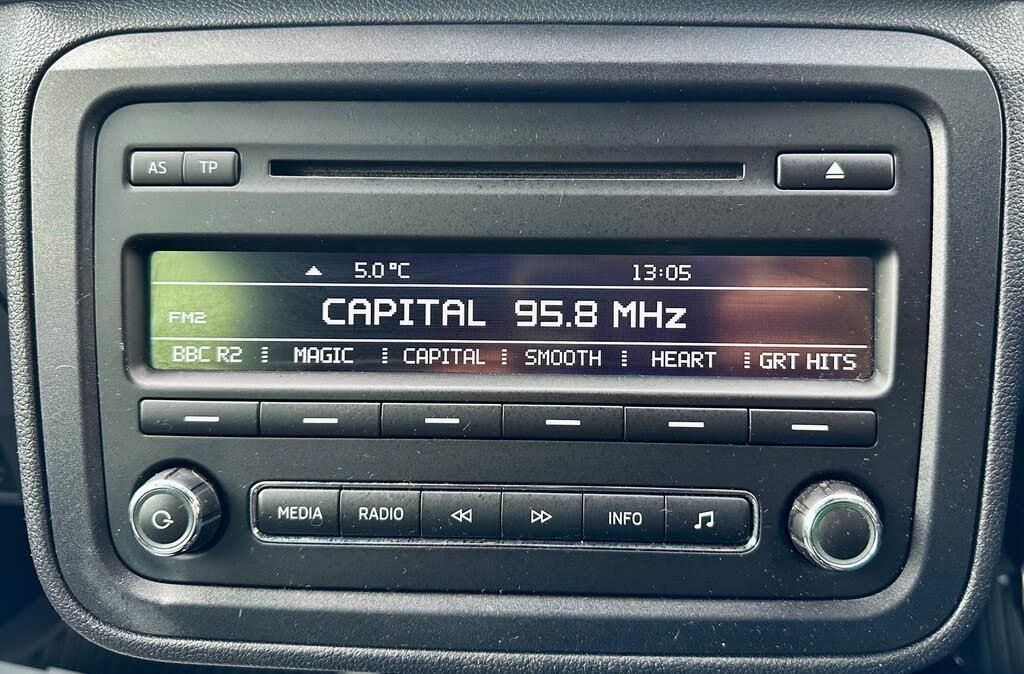 AS TP
5.0°C 13:05
FM2 CAPITAL 95.8 MHz
BBC R2 MAGIC CAPITAL SMOOTH HEART GRT HITS
MEDIA RADIO INFO